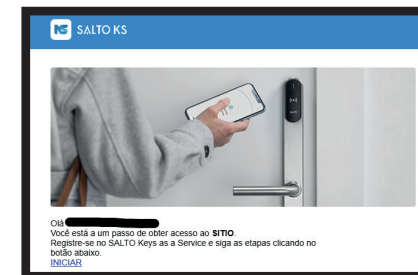 KS SALTO KS
Olá
Você está a um passo de obter acesso ao SITIO.
Registre-se no SALTO Keys as a Service e siga as etapas clicando no
botão abaixo.
INICIAR